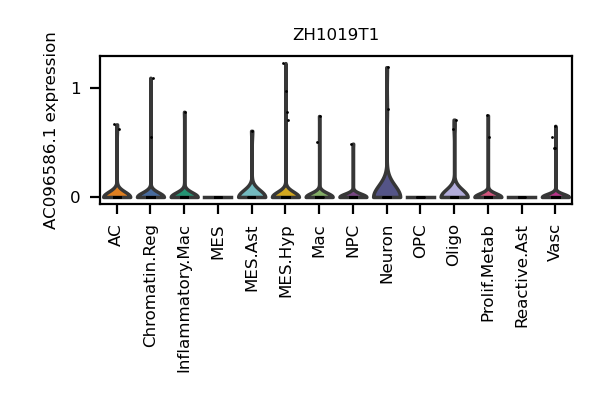 ZH1019T1
AC096586.1 expression
1
0
AC
Chromatin.Reg
Inflammatory.Mac
MES
MES.Ast
MES.Hyp
Mac
NPC
Neuron
OPC
Oligo
Prolif.Metab
Reactive.Ast
Vasc